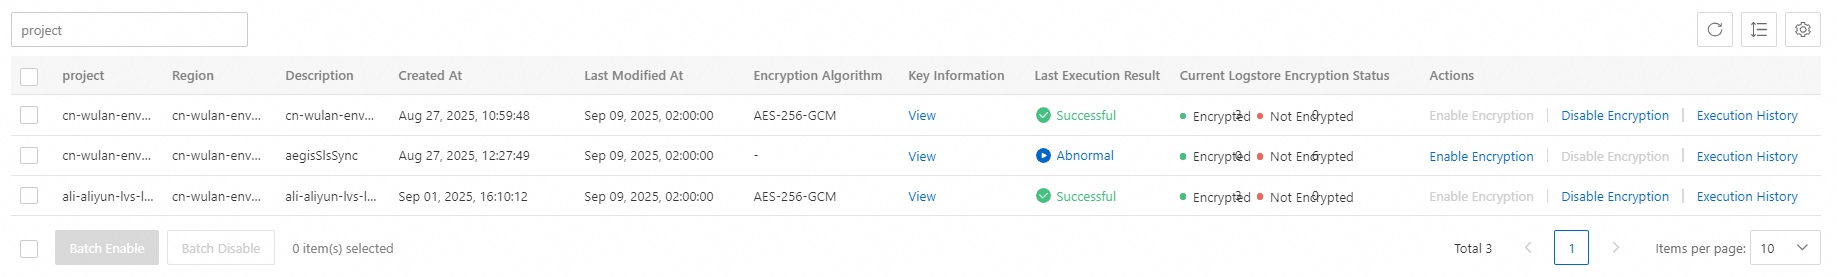 project
project Region Description Created At Last Modified At Encryption Algorithm Key Information Last Execution Result Current Logstore Encryption Status Actions
cn-wulan-env... cn-wulan-env... cn-wulan-env... Aug 27, 2025, 10:59:48 Sep 09, 2025, 02:00:00 AES-256-GCM View Successful Encrypted Not Encrypted 0 Enable Encryption Disable Encryption Execution History
cn-wulan-env... cn-wulan-env... aegisSlsSync Aug 27, 2025, 12:27:49 Sep 09, 2025, 02:00:00 - View Abnormal Encrypted 0 Not Encrypted Enable Encryption Disable Encryption Execution History
ali-aliyun-lvs-l... cn-wulan-env... ali-aliyun-lvs-l... Sep 01, 2025, 16:10:12 Sep 09, 2025, 02:00:00 AES-256-GCM View Successful Encrypted Not Encrypted 0 Enable Encryption Disable Encryption Execution History
Batch Enable Batch Disable 0 item(s) selected Total 3 1 Items per page: 10